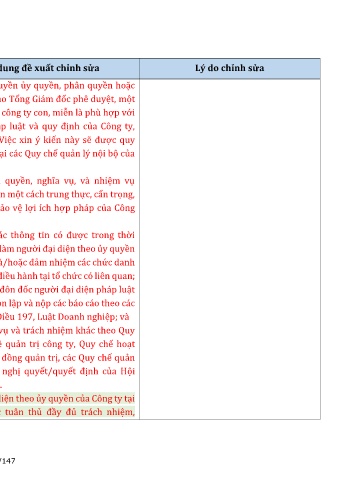 dung đề xuất chỉnh sửa Lý do chỉnh sửa
uyền ủy quyền, phân quyền hoặc
ho Tổng Giám đốc phê duyệt, một
công ty con, miễn là phù hợp với
áp luật và quy định của Công ty,
Việc xin ý kiến này sẽ được quy
ại các Quy chế quản lý nội bộ của
quyền, nghĩa vụ, và nhiệm vụ
n một cách trung thực, cẩn trọng,
ảo vệ lợi ích hợp pháp của Công
ác thông tin có được trong thời
làm người đại diện theo ủy quyền
à/hoặc đảm nhiệm các chức danh
điều hành tại tổ chức có liên quan;
đôn đốc người đại diện pháp luật
on lập và nộp các báo cáo theo các
Điều 197, Luật Doanh nghiệp; và
vụ và trách nhiệm khác theo Quy
ề quản trị công ty, Quy chế hoạt
đồng quản trị, các Quy chế quản
nghị quyết/quyết định của Hội
.
diện theo ủy quyền của Công ty tại
c tuân thủ đầy đủ trách nhiệm,
/147